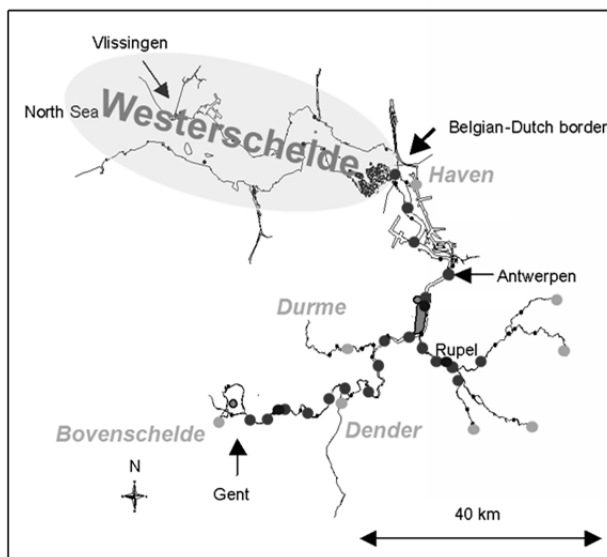 Vlissingen
North Sea
Westerschelde
Belgian-Dutch border
Haven
Antwerpen
Durme
Rupel
Bovenschelde
Dender
N
Gent
40 km